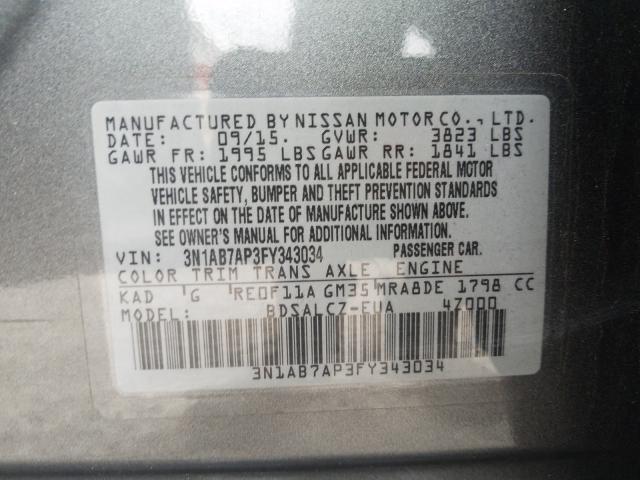 MANUFACTURED BY NISSAN MOTOR CO., LTD.
DATE: 09/15. GVWR: 3823 LBS
GAWR FR: 1995 LBS GAWR RR: 1841 LBS
THIS VEHICLE CONFORMS TO ALL APPLICABLE FEDERAL MOTOR
VEHICLE SAFETY, BUMPER AND THEFT PREVENTION STANDARDS
IN EFFECT ON THE DATE OF MANUFACTURE SHOWN ABOVE.
SEE OWNER'S MANUAL FOR ADDITIONAL INFORMATION.
VIN: 3N1AB7AP3FY343034 PASSENGER CAR.
COLOR TRIM TRANS AXLE ENGINE
KAD G RE0F11A GM35 MRA8DE 1798 CC
MODEL: BDSALCZ-EUA 4Z000
3N1AB7AP3FY343034